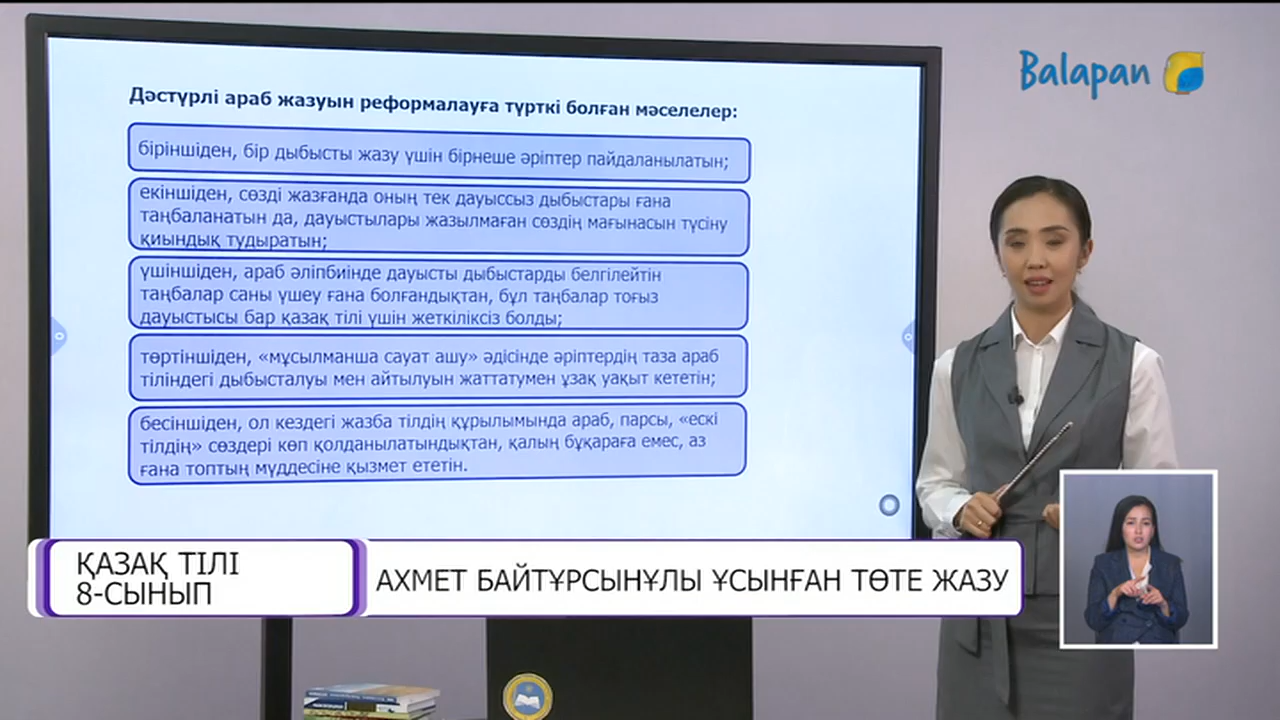 Balapan
Дәстүрлі араб жазуын реформалауға түрткі болған мәселелер:
біріншіден, бір дыбысты жазу үшін бірнеше әріптер пайдаланылатын;
екіншіден, сөзді жазғанда оның тек дауыссыз дыбыстары ғана
таңбаланатын да, дауыстылары жазылмаған сөздің мағынасын түсіну
қиындық тудыратын;
үшіншіден, араб әліпбиінде дауысты дыбыстарды белгілейтін
таңбалар саны үшеу ғана болғандықтан, бұл таңбалар тоғыз
дауыстысы бар қазақ тілі үшін жеткіліксіз болды;
төртіншіден, «мұсылманша сауат ашу» әдісінде әріптердің таза араб
тіліндегі дыбысталуы мен айтылуын жаттатумен ұзақ уақыт кететін;
бесіншіден, ол кездегі жазба тілдің құрылымында араб, парсы, «ескі
тілдің» сөздері көп қолданылатындықтан, қалың бұқараға емес, аз
ғана топтың мүддесіне қызмет ететін.
ҚАЗАҚ ТІЛІ
8-СЫНЫП
АХМЕТ БАЙТҰРСЫНҰЛЫ ҰСЫНҒАН ТӨТЕ ЖАЗУ